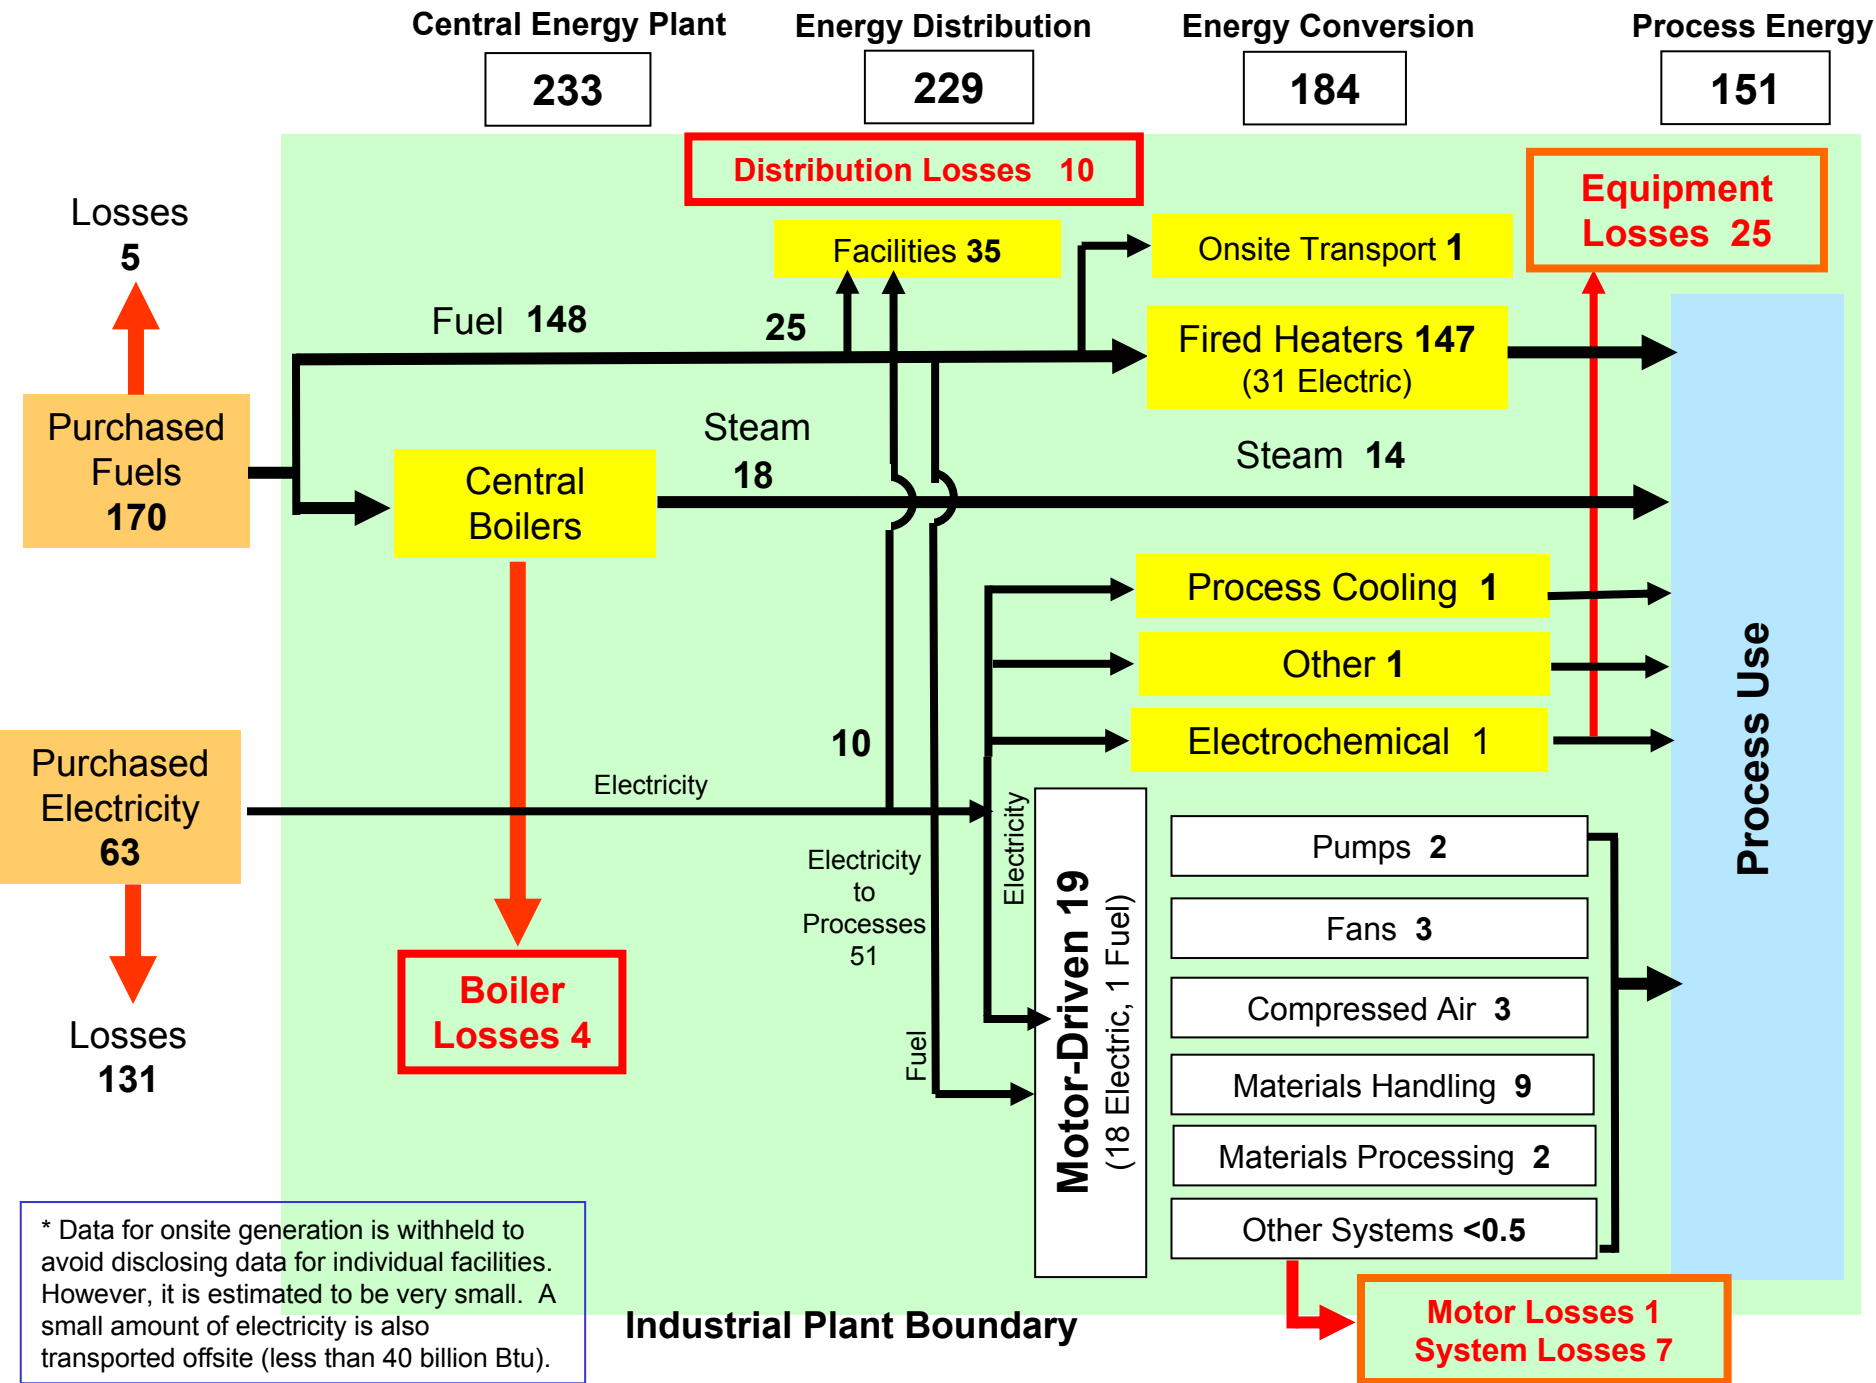 Central Energy Plant
Energy Distribution
Energy Conversion
Process Energy
233
229
184
151
Distribution Losses 10
Equipment
Losses 25
Losses
5
Facilities 35
Onsite Transport 1
Fuel 148
25
Fired Heaters 147
(31 Electric)
Purchased
Fuels
170
Steam
18
Steam 14
Central
Boilers
Process Cooling 1
Other 1
Electrochemical 1
Process Use
10
Purchased
Electricity
63
Electricity
Electricity
to
Processes
51
Electricity
Fuel
Motor-Driven 19
(18 Electric, 1 Fuel)
Pumps 2
Fans 3
Compressed Air 3
Materials Handling 9
Materials Processing 2
Other Systems <0.5
Boiler
Losses 4
Losses
131
* Data for onsite generation is withheld to
avoid disclosing data for individual facilities.
However, it is estimated to be very small. A
small amount of electricity is also
transported offsite (less than 40 billion Btu).
Industrial Plant Boundary
Motor Losses 1
System Losses 7